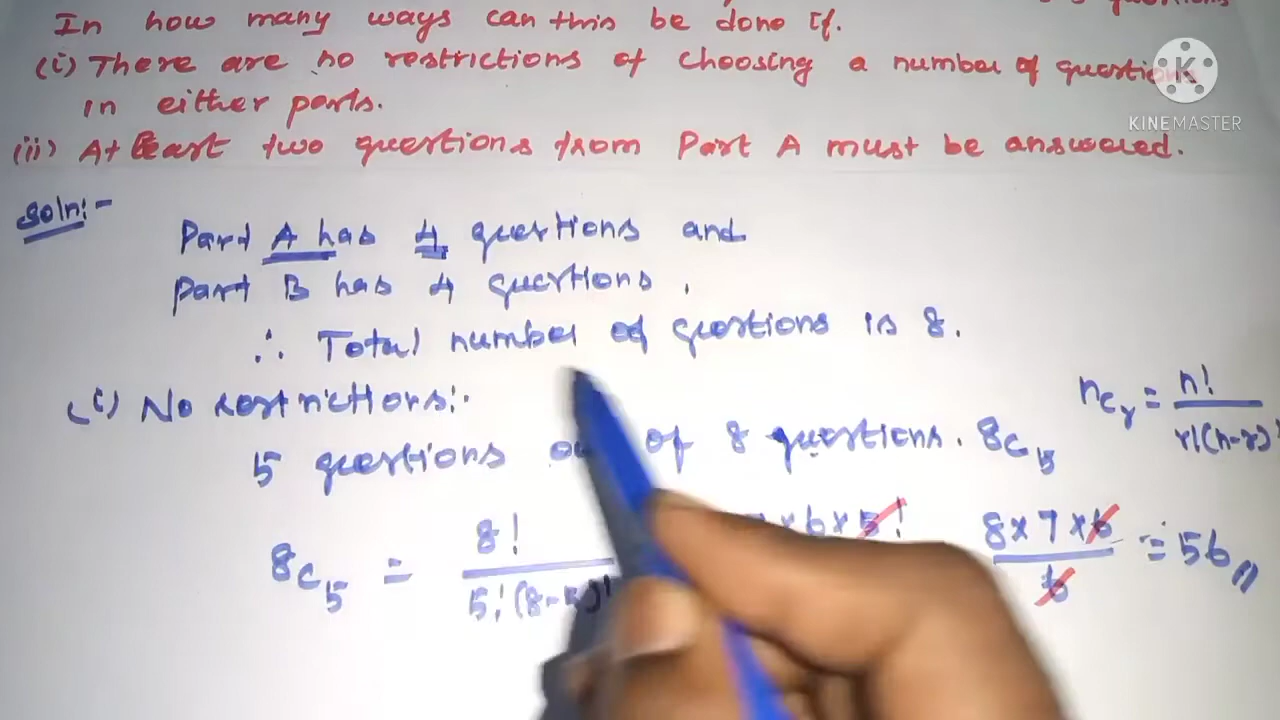 questions
In how many ways can this be done If.
(i) There are no restrictions of choosing a number of questions
in either parts.
(ii) At least two questions from Part A must be answered.
Soln:-
Part A has 4 questions and
Part B has 4 questions.
∴ Total number of questions is 8.
(i) No restrictions:-
nCr = n! / r!(n-r)!
5 questions of 8 questions. 8C5
8C5 = 8! / 5!(8-5)! ×6×5! 8×7×6 / 6 = 56//
KINEMASTER